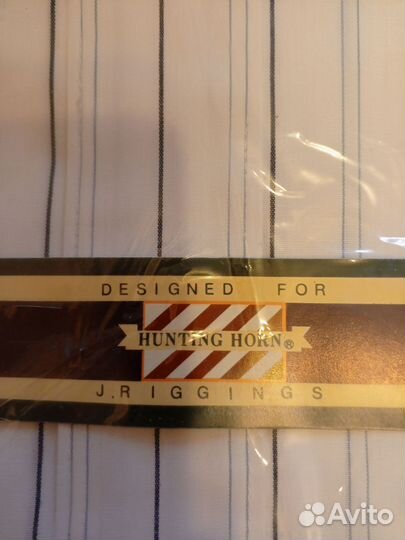 DESIGNED FOR
HUNTING HORN®
J. RIGGINGS
Avito